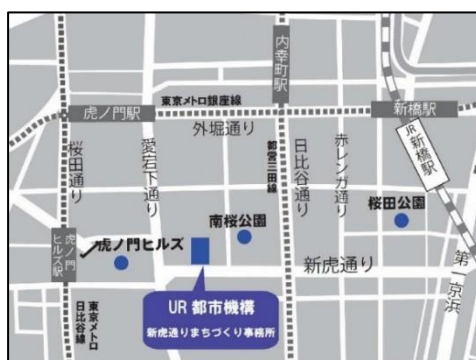 内幸町駅
東京メトロ銀座線
虎ノ門駅
新橋駅
外堀通り
JR 新橋駅
桜田通り
愛宕下通り
都営三田線
日比谷通り
赤レンガ通り
桜田公園
南桜公園
虎ノ門ヒルズ
虎ノ門
ヒルズ駅
新虎通り
第一京浜
東京メトロ
日比谷線
UR 都市機構
新虎通りまちづくり事務所